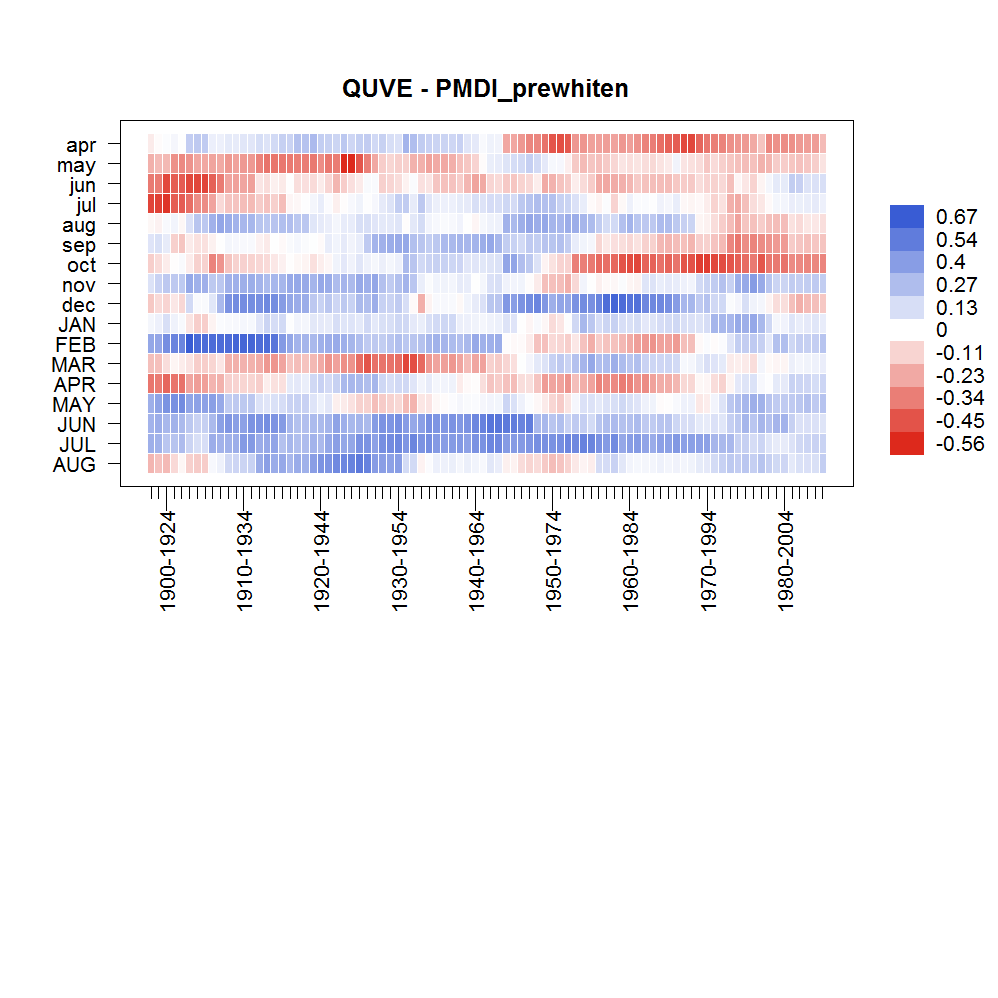 QUVE - PMDI_prewhiten
apr
may
jun
jul
aug
sep
oct
nov
dec
JAN
FEB
MAR
APR
MAY
JUN
JUL
AUG
0.67
0.54
0.4
0.27
0.13
0
-0.11
-0.23
-0.34
-0.45
-0.56
1900-1924
1910-1934
1920-1944
1930-1954
1940-1964
1950-1974
1960-1984
1970-1994
1980-2004